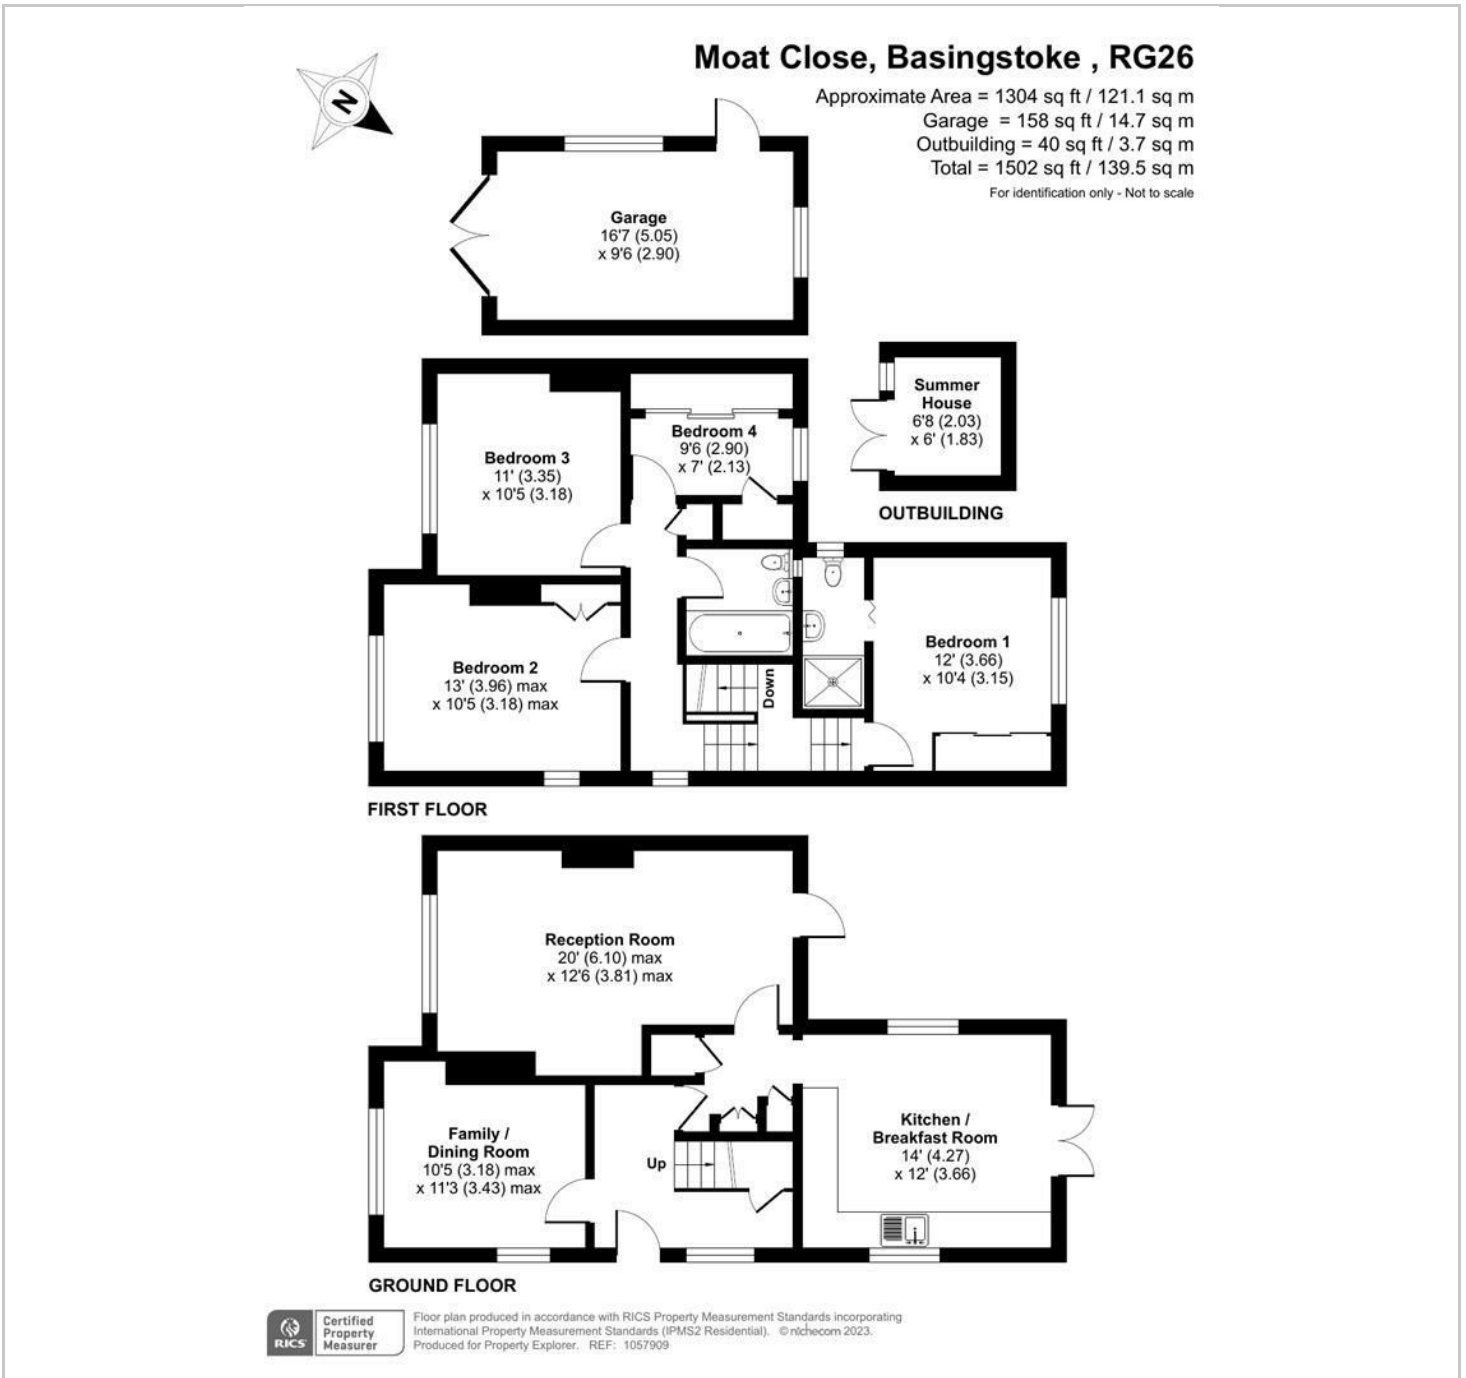 Moat Close, Basingstoke , RG26
Approximate Area = 1304 sq ft / 121.1 sq m
Garage = 158 sq ft / 14.7 sq m
Outbuilding = 40 sq ft / 3.7 sq m
Total = 1502 sq ft / 139.5 sq m
For identification only - Not to scale
N
Garage
16'7 (5.05)
x 9'6 (2.90)
Summer
House
6'8 (2.03)
x 6' (1.83)
OUTBUILDING
Bedroom 3
11' (3.35)
x 10'5 (3.18)
Bedroom 4
9'6 (2.90)
x 7' (2.13)
Bedroom 2
13' (3.96) max
x 10'5 (3.18) max
Down
Bedroom 1
12' (3.66)
x 10'4 (3.15)
FIRST FLOOR
Reception Room
20' (6.10) max
x 12'6 (3.81) max
Family /
Dining Room
10'5 (3.18) max
x 11'3 (3.43) max
Up
Kitchen /
Breakfast Room
14' (4.27)
x 12' (3.66)
GROUND FLOOR
RICS
Certified
Property
Measurer
Floor plan produced in accordance with RICS Property Measurement Standards incorporating
International Property Measurement Standards (IPMS2 Residential). © nichecom 2023.
Produced for Property Explorer. REF: 1057909